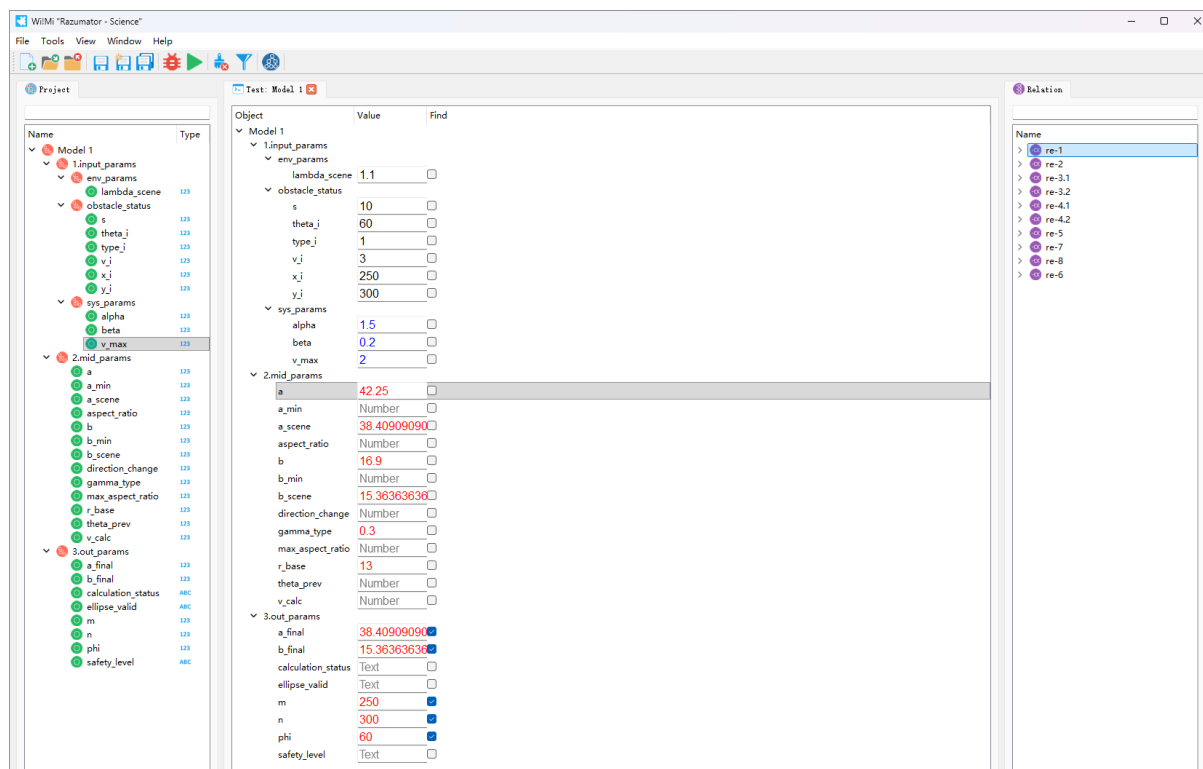 Wi!Mi "Razumator - Science"
File Tools View Window Help
Project
Name Type
Model 1
1.input_params
env_params
lambda_scene 123
obstacle_status
s 123
theta_i 123
type_i 123
v_i 123
x_i 123
y_i 123
sys_params
alpha 123
beta 123
v_max 123
2.mid_params
a 123
a_min 123
a_scene 123
aspect_ratio 123
b 123
b_min 123
b_scene 123
direction_change 123
gamma_type 123
max_aspect_ratio 123
r_base 123
theta_prev 123
v_calc 123
3.out_params
a_final 123
b_final 123
calculation_status ABC
ellipse_valid ABC
m 123
n 123
phi 123
safety_level ABC
Test: Model 1
Object Value Find
Model 1
1.input_params
env_params
lambda_scene 1.1
obstacle_status
s 10
theta_i 60
type_i 1
v_i 3
x_i 250
y_i 300
sys_params
alpha 1.5
beta 0.2
v_max 2
2.mid_params
a 42.25
a_min Number
a_scene 38.40909090
aspect_ratio Number
b 16.9
b_min Number
b_scene 15.36363636
direction_change Number
gamma_type 0.3
max_aspect_ratio Number
r_base 13
theta_prev Number
v_calc Number
3.out_params
a_final 38.40909090
b_final 15.36363636
calculation_status Text
ellipse_valid Text
m 250
n 300
phi 60
safety_level Text
Relation
Name
re-1
re-2
re-3.1
re-3.2
re-4.1
re-4.2
re-5
re-7
re-8
re-6